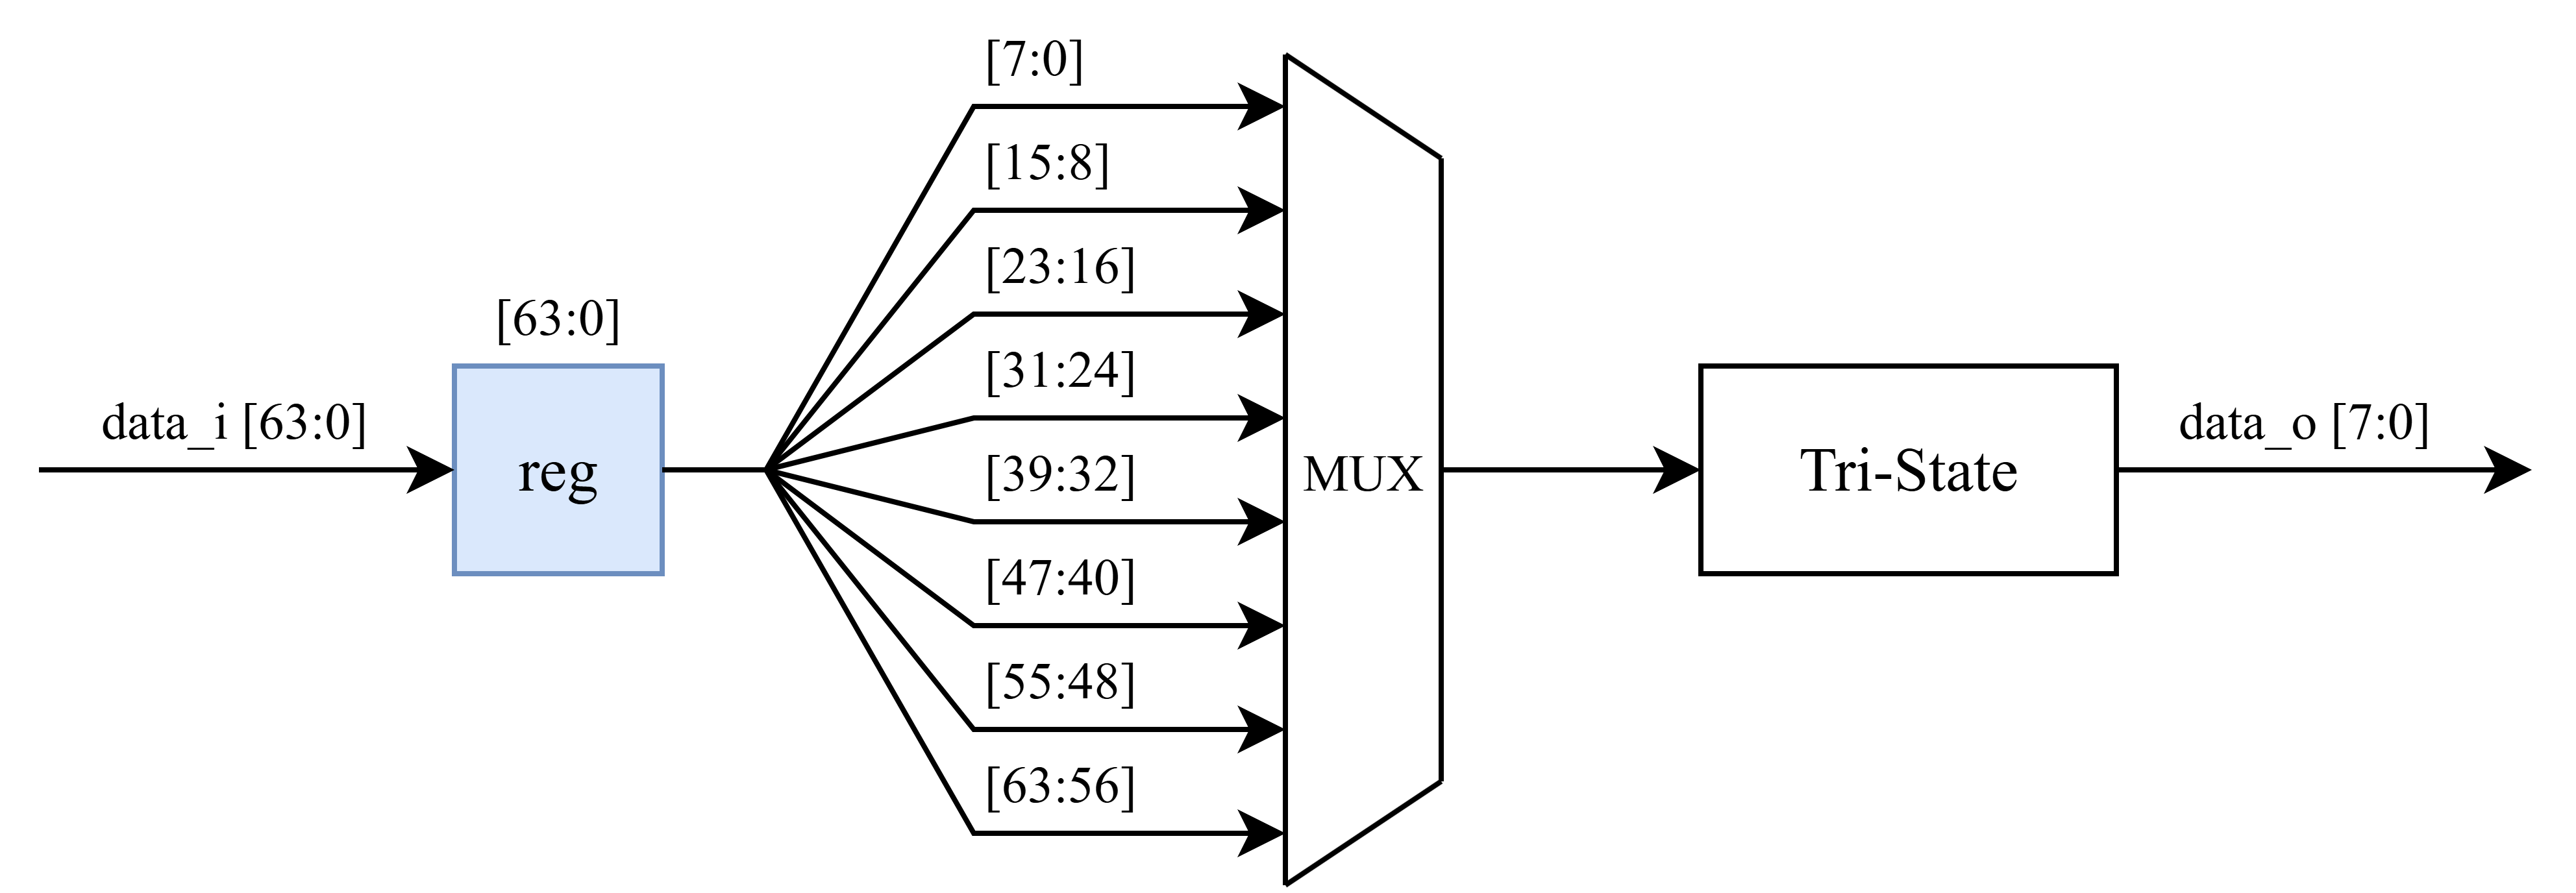 data_i [63:0]
[63:0]
reg
[7:0]
[15:8]
[23:16]
[31:24]
[39:32]
[47:40]
[55:48]
[63:56]
MUX
Tri-State
data_o [7:0]